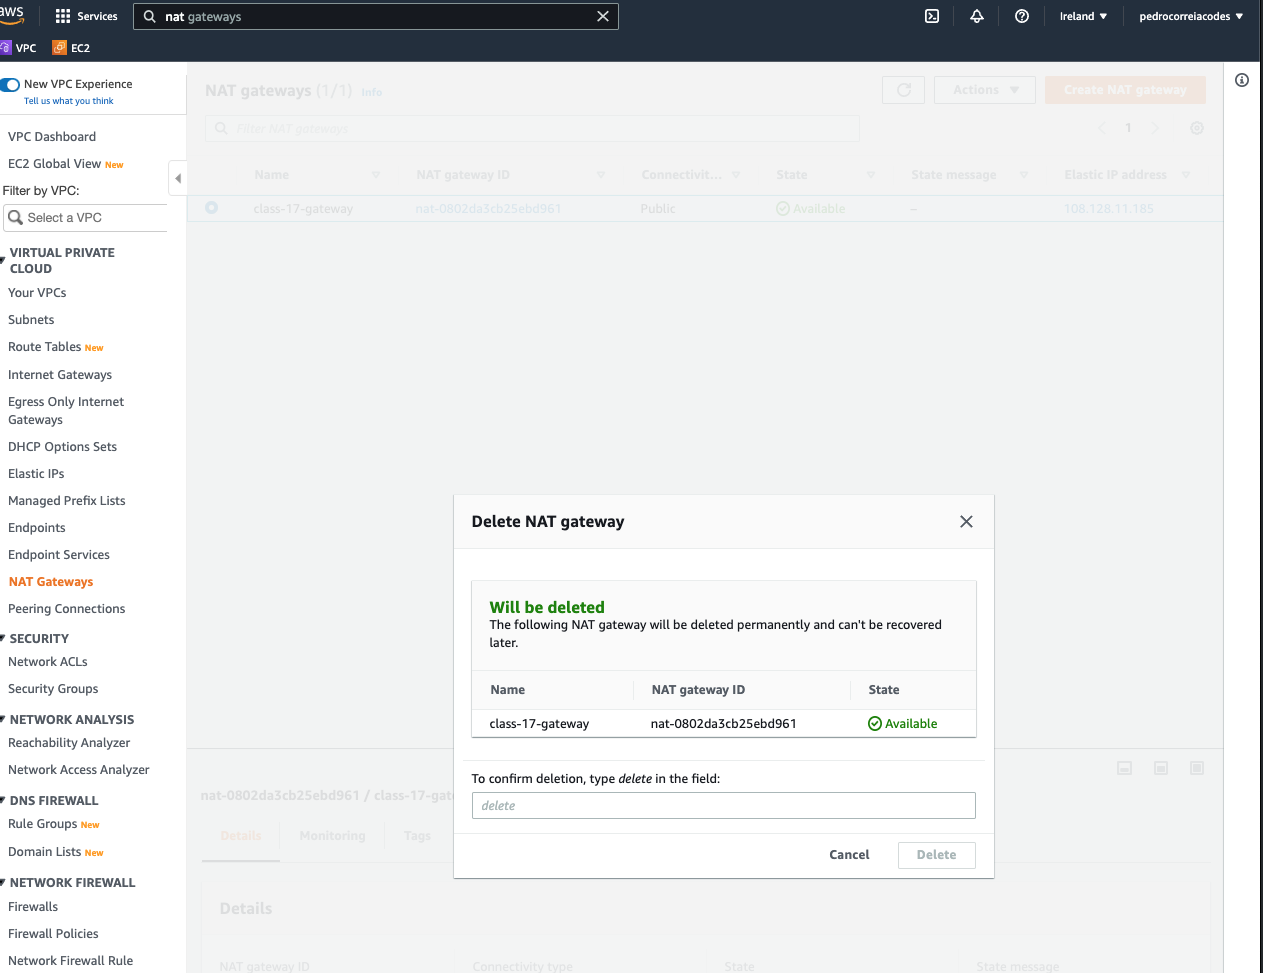 aws
Services
nat gateways
Ireland ▼
pedrocorreiacodes ▼
VPC
EC2
New VPC Experience
Tell us what you think
VPC Dashboard
EC2 Global View New
Filter by VPC:
Select a VPC
VIRTUAL PRIVATE
CLOUD
Your VPCs
Subnets
Route Tables New
Internet Gateways
Egress Only Internet
Gateways
DHCP Options Sets
Elastic IPs
Managed Prefix Lists
Endpoints
Endpoint Services
NAT Gateways
Peering Connections
SECURITY
Network ACLs
Security Groups
NETWORK ANALYSIS
Reachability Analyzer
Network Access Analyzer
DNS FIREWALL
Rule Groups New
Domain Lists New
NETWORK FIREWALL
Firewalls
Firewall Policies
Network Firewall Rule
NAT gateways (1/1) Info
Actions ▼
Create NAT gateway
Filter NAT gateways
1
Name
NAT gateway ID
Connectivit...
State
State message
Elastic IP address
class-17-gateway
nat-0802da3cb25ebd961
Public
Available
–
108.128.11.185
Delete NAT gateway
Will be deleted
The following NAT gateway will be deleted permanently and can't be recovered
later.
Name
NAT gateway ID
State
class-17-gateway
nat-0802da3cb25ebd961
Available
To confirm deletion, type delete in the field:
delete
Cancel
Delete
nat-0802da3cb25ebd961 / class-17-gat
Details
Monitoring
Tags
Details
NAT gateway ID
Connectivity type
State
State message